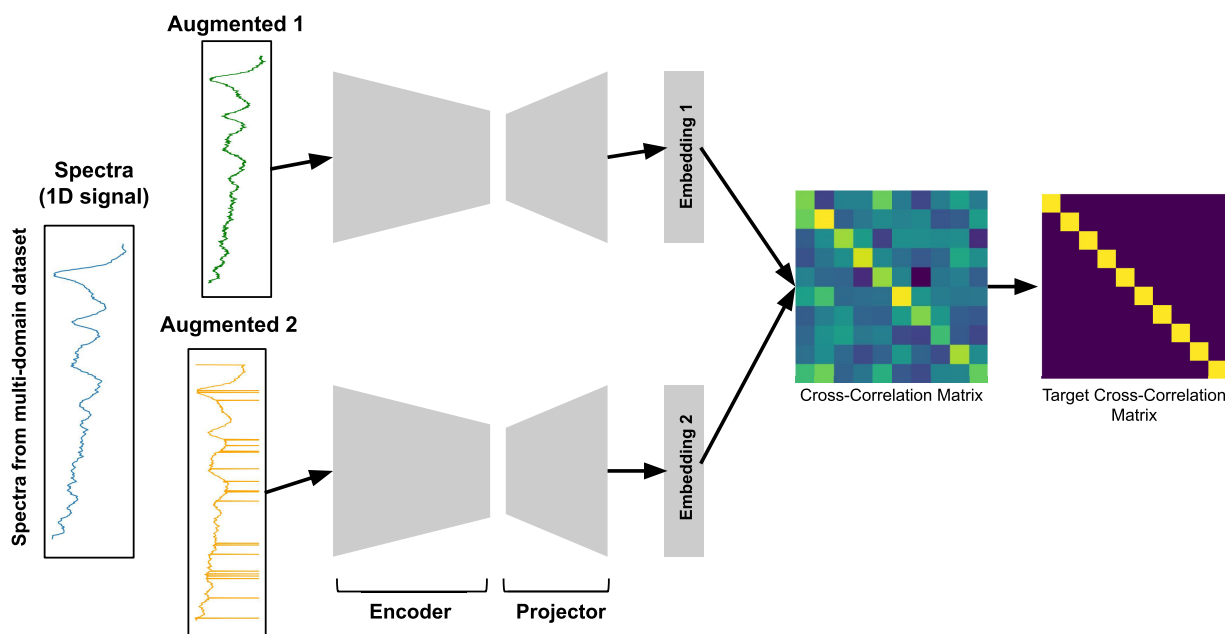 Augmented 1
Spectra
(1D signal)
Spectra from multi-domain dataset
Augmented 2
Embedding 1
Embedding 2
Cross-Correlation Matrix
Target Cross-Correlation
Matrix
Encoder
Projector